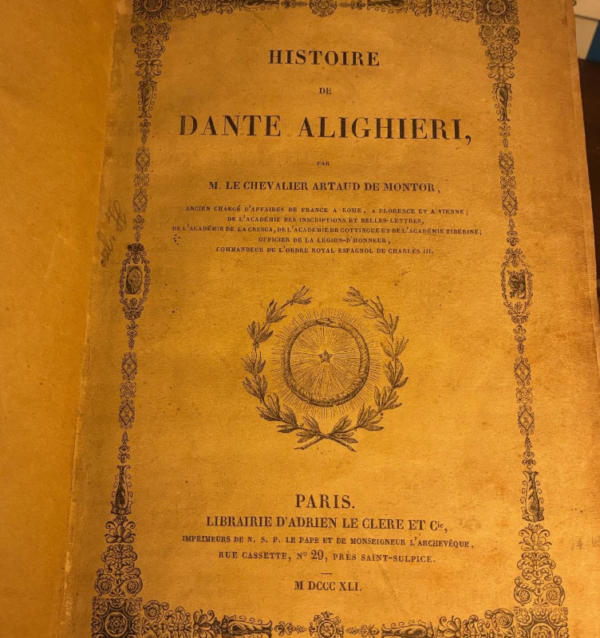 HISTOIRE
DE
DANTE ALIGHIERI,
PAR
M. LE CHEVALIER ARTAUD DE MONTOR,
ANCIEN CHARGÉ D'AFFAIRES DE FRANCE A ROME, A FLORENCE ET A VIENNE;
DE L'ACADÉMIE DES INSCRIPTIONS ET BELLES-LETTRES,
DE L'ACADÉMIE DE LA CRUSCA, DE L'ACADÉMIE DE GOTTINGUE ET DE L'ACADÉMIE TIBÉRINE;
OFFICIER DE LA LÉGION-D'HONNEUR,
COMMANDEUR DE L'ORDRE ROYAL ESPAGNOL DE CHARLES III.
PARIS.
LIBRAIRIE D'ADRIEN LE CLERE ET Cie,
IMPRIMEURS DE N. S. P. LE PAPE ET DE MONSEIGNEUR L'ARCHEVÊQUE,
RUE CASSETTE, No 29, PRÈS SAINT-SULPICE.
M DCCC XLI.